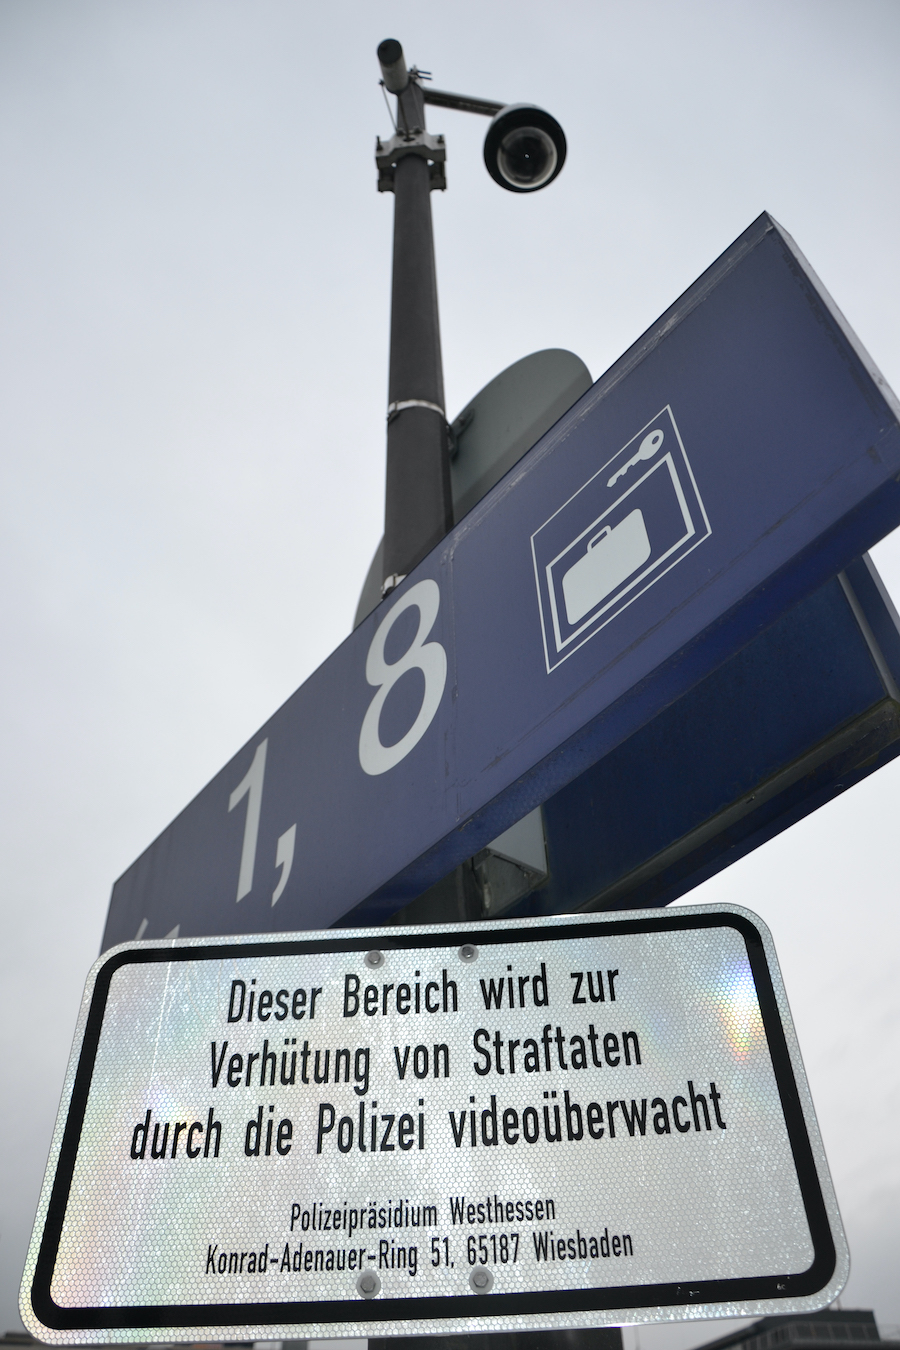 1, 8
Dieser Bereich wird zur
Verhütung von Straftaten
durch die Polizei videoüberwacht
Polizeipräsidium Westhessen
Konrad-Adenauer-Ring 51, 65187 Wiesbaden